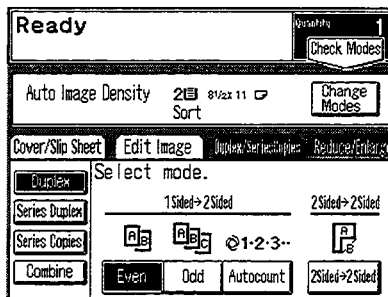 Ready
Quantity 1
Check Modes
Auto Image Density 2 8½x11
Sort
Change Modes
Cover/Slip Sheet Edit Image Duplex/SeriesCopies Reduce/Enlarge
Select mode.
Duplex
Series Duplex
Series Copies
Combine
1Sided→2Sided 2Sided→2Sided
A B A B C 1·2·3·· A B
Even Odd Autocount 2Sided→2Sided